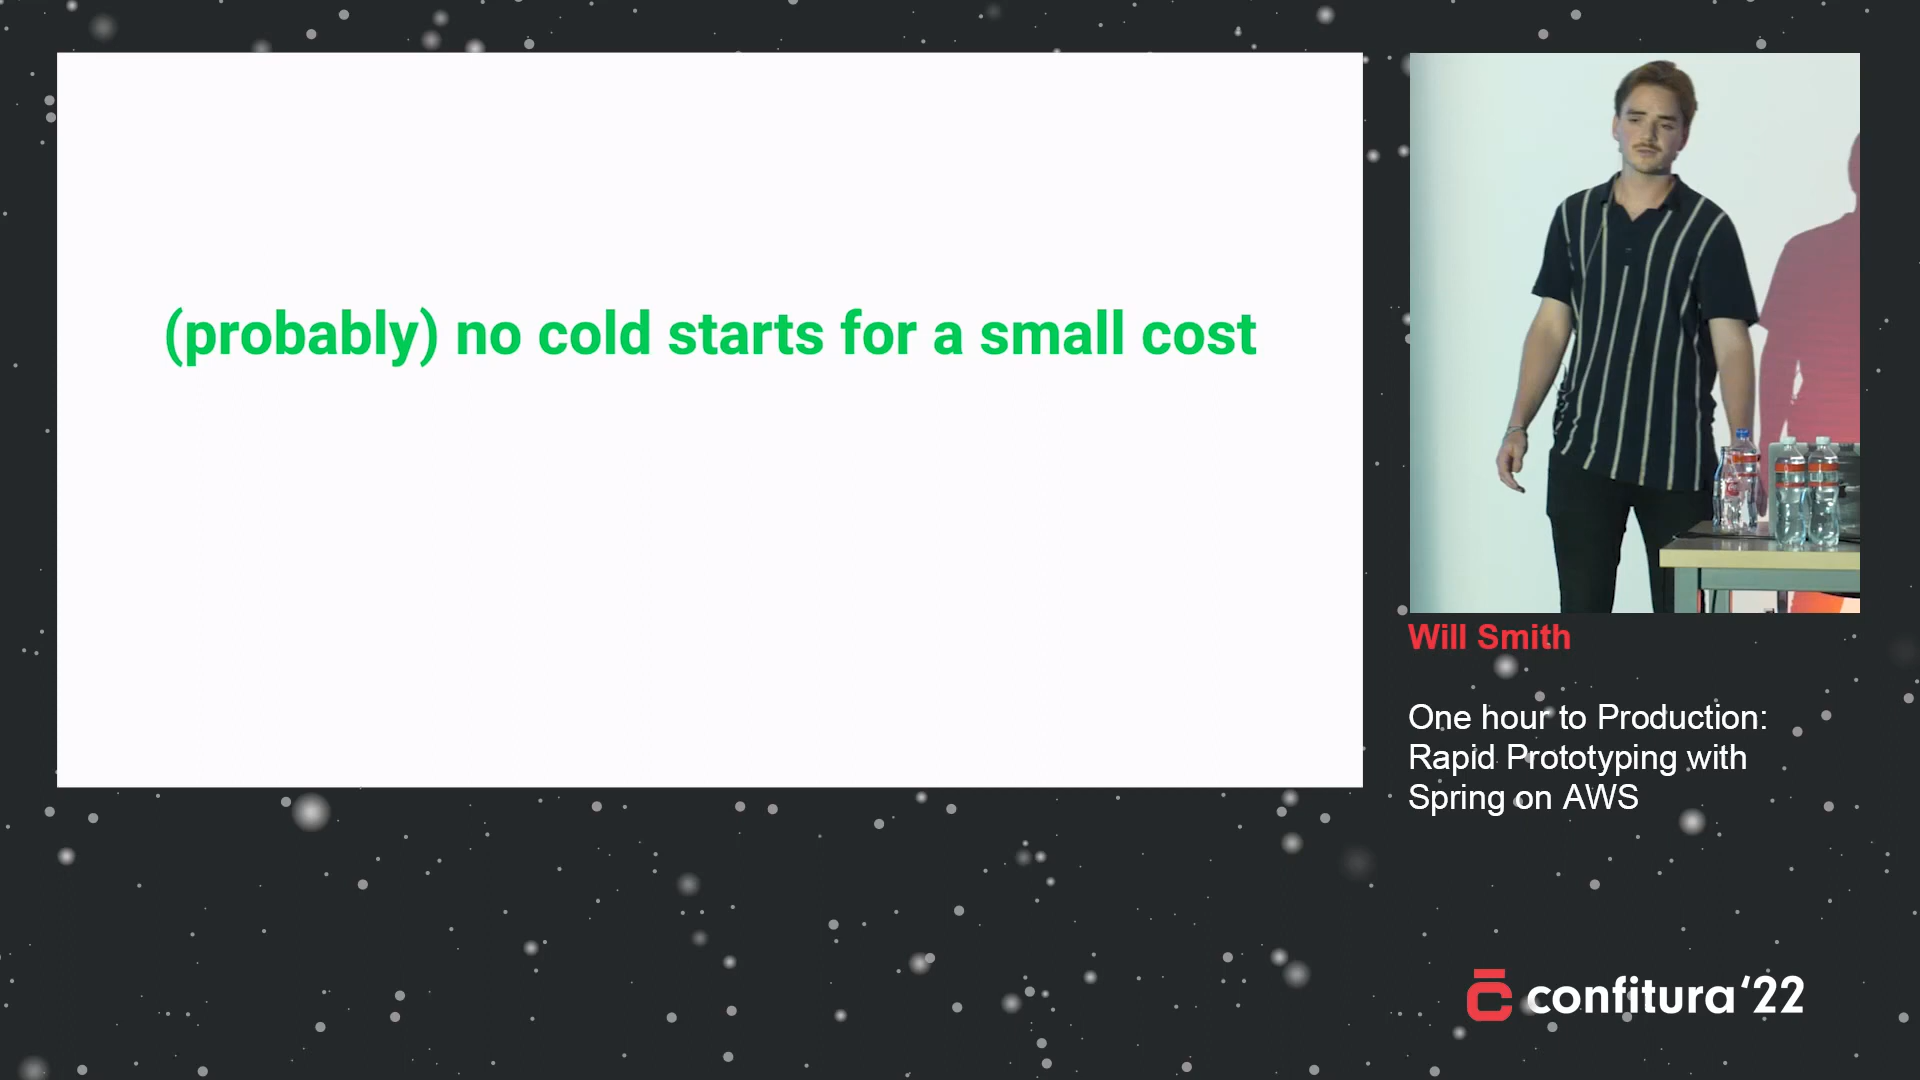 (probably) no cold starts for a small cost
Will Smith
One hour to Production:
Rapid Prototyping with
Spring on AWS
confitura '22